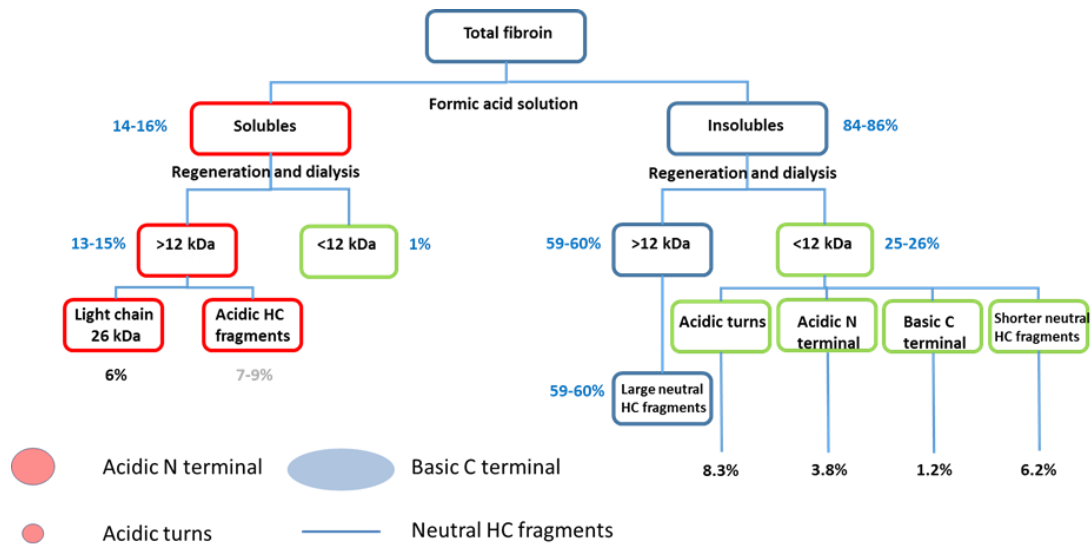 Total fibroin
Formic acid solution
14-16%
Solubles
Insolubles
84-86%
Regeneration and dialysis
Regeneration and dialysis
13-15%
>12 kDa
<12 kDa
1%
59-60%
>12 kDa
<12 kDa
25-26%
Light chain
26 kDa
Acidic HC
fragments
Acidic turns
Acidic N
terminal
Basic C
terminal
Shorter neutral
HC fragments
6%
7-9%
59-60%
Large neutral
HC fragments
8.3%
3.8%
1.2%
6.2%
Acidic N terminal
Basic C terminal
Acidic turns
Neutral HC fragments